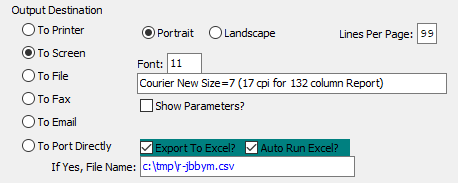 Output Destination
To Printer
Portrait
Landscape
Lines Per Page: 99
To Screen
Font: 11
To File
Courier New Size=7 (17 cpi for 132 column Report)
To Fax
Show Parameters?
To Email
To Port Directly
Export To Excel?
Auto Run Excel?
If Yes, File Name: c:\tmp\r-jbbym.csv